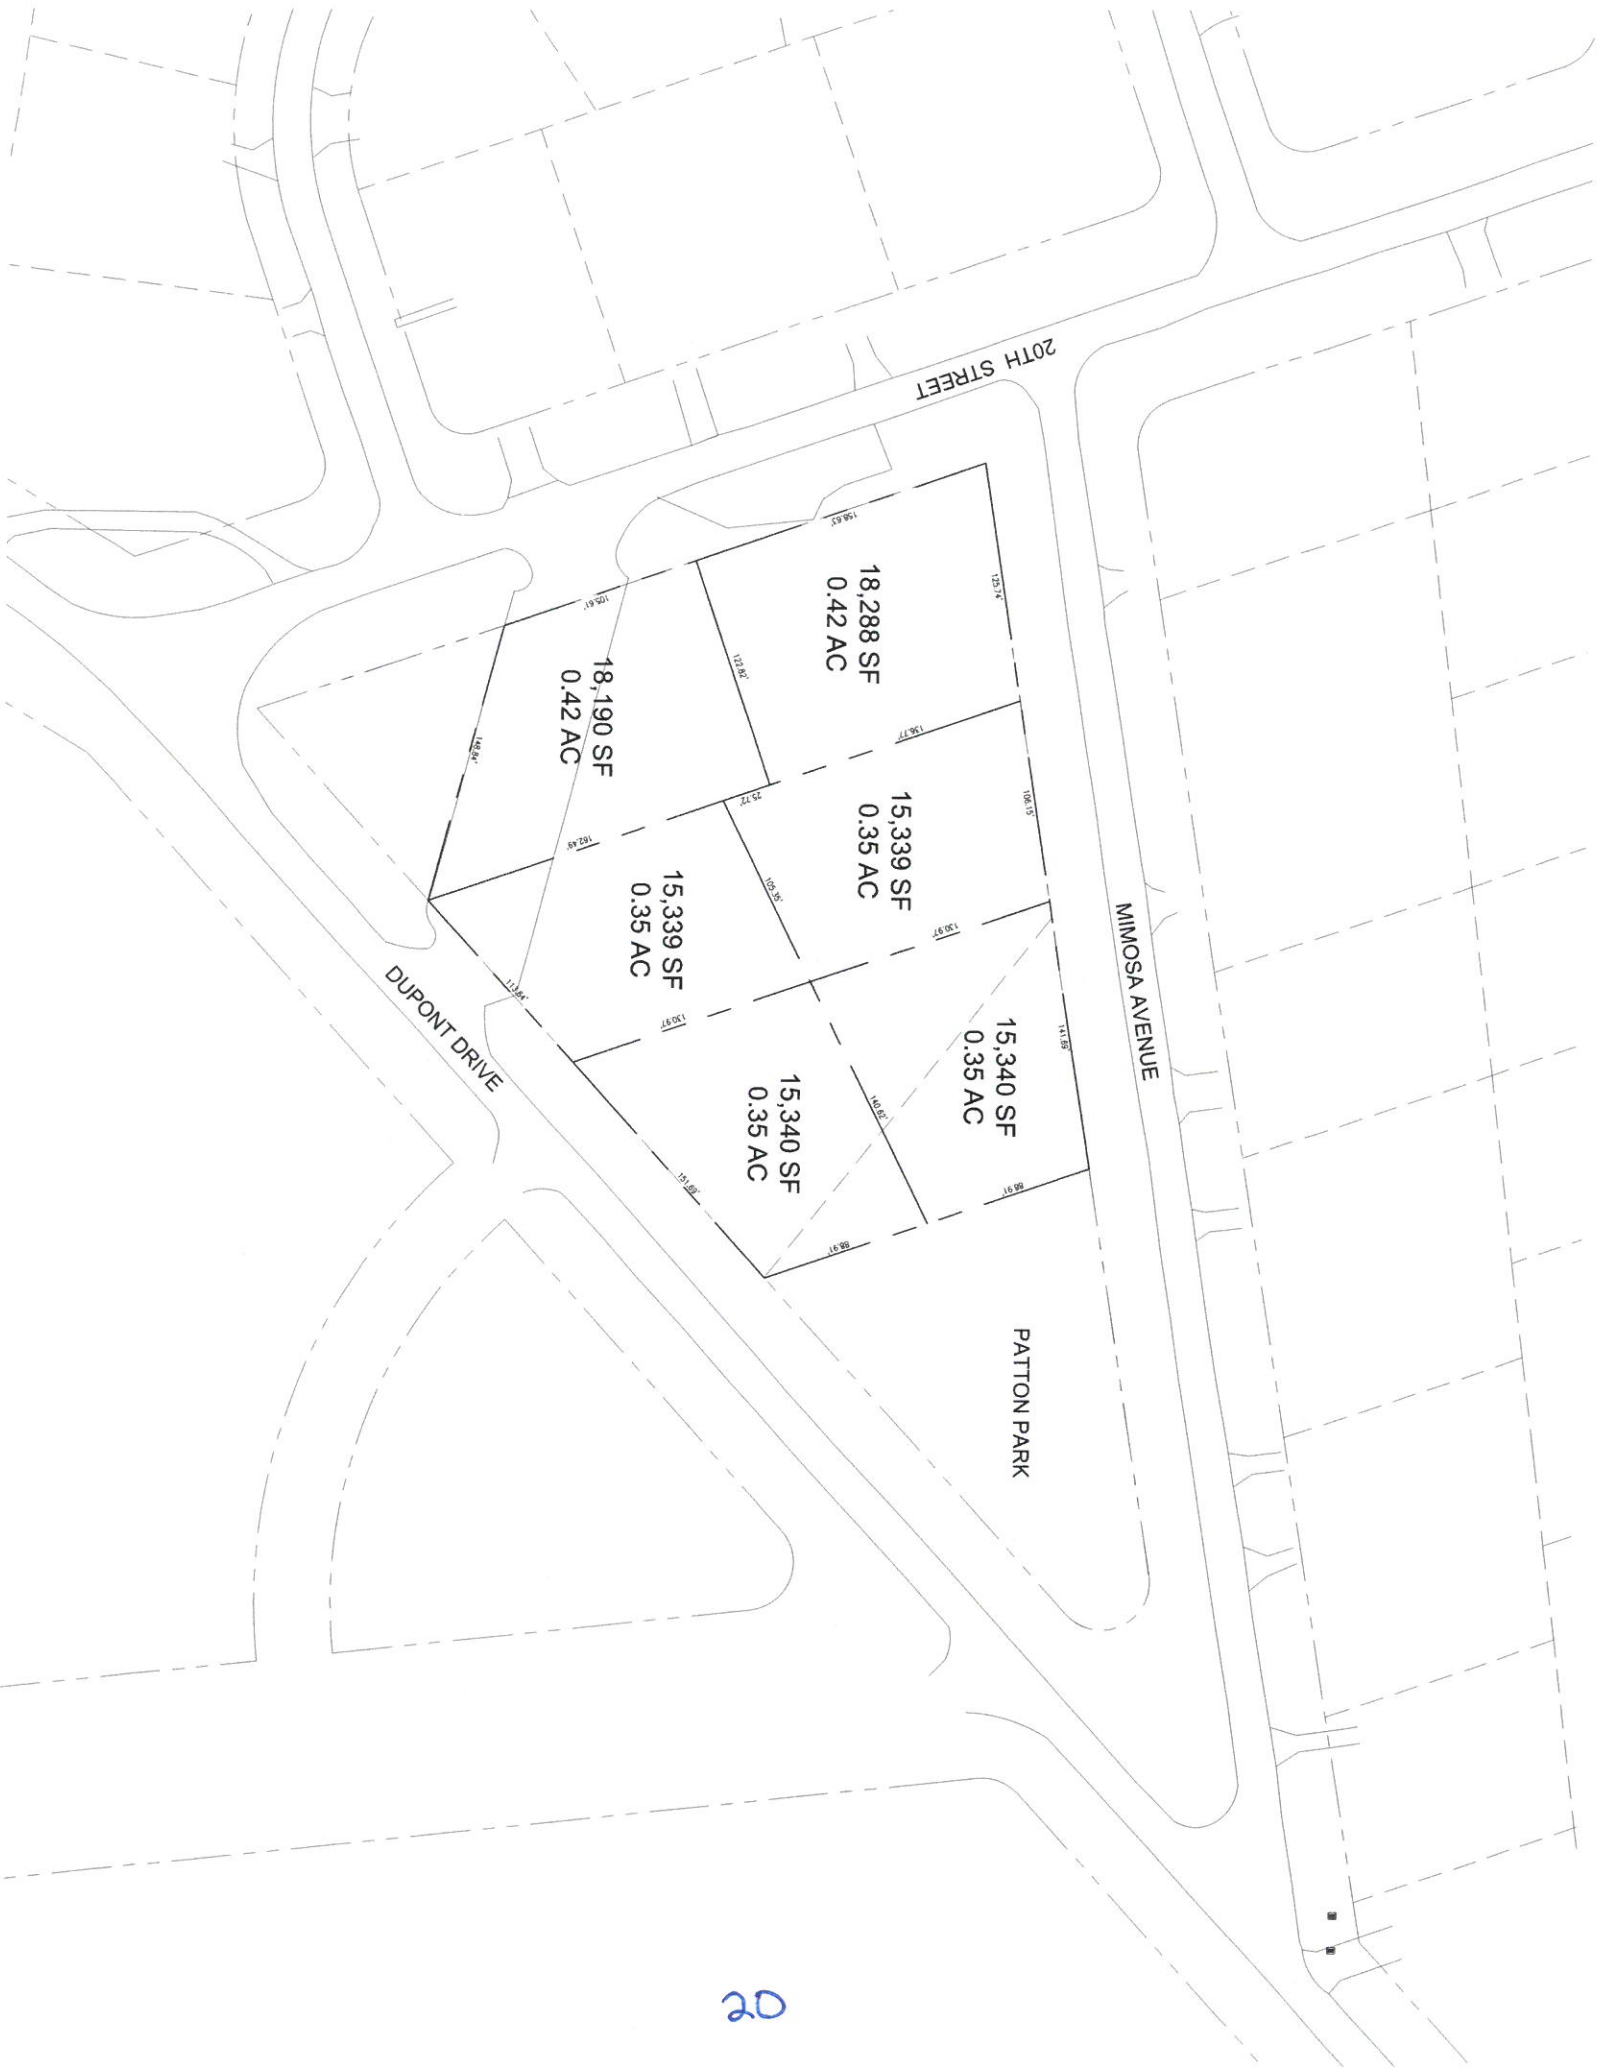 20TH STREET
158.63'
125.74'
18,288 SF
0.42 AC
105.61'
122.82'
18,190 SF
0.42 AC
148.84'
136.77'
25.72'
162.49'
106.15'
15,339 SF
0.35 AC
105.35'
15,339 SF
0.35 AC
130.97'
MIMOSA AVENUE
113.84'
130.97'
DUPONT DRIVE
141.69'
15,340 SF
0.35 AC
140.62'
15,340 SF
0.35 AC
151.69'
88.91'
88.91'
PATTON PARK
20